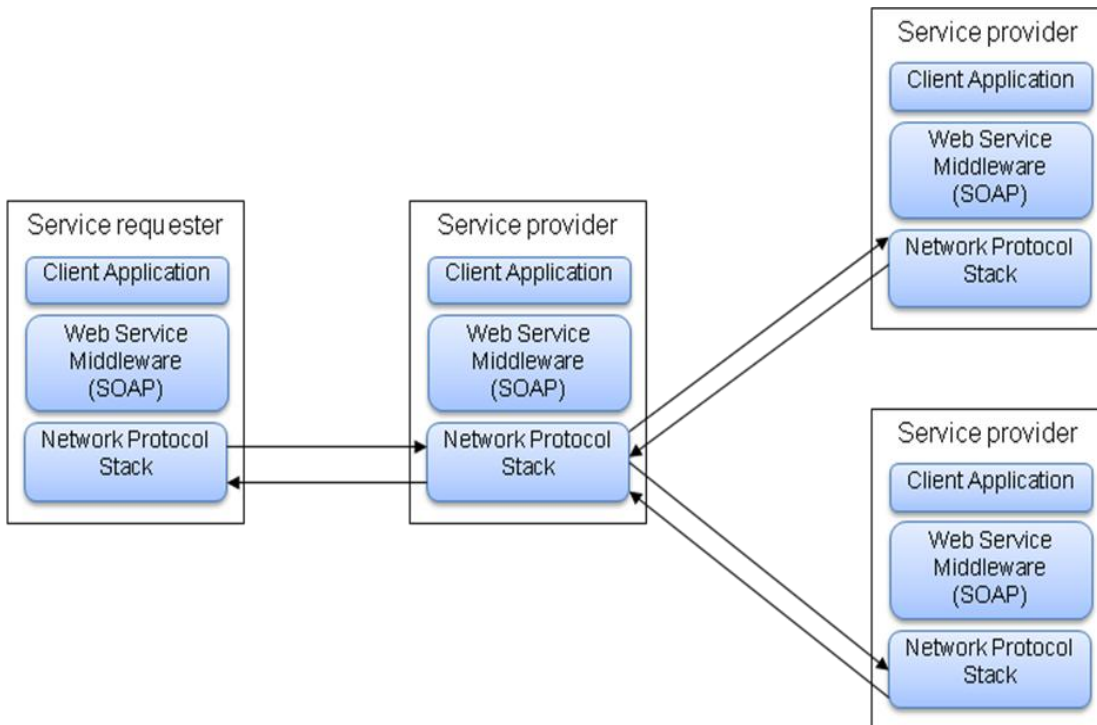 Service requester
Client Application
Web Service
Middleware
(SOAP)
Network Protocol
Stack
Service provider
Client Application
Web Service
Middleware
(SOAP)
Network Protocol
Stack
Service provider
Client Application
Web Service
Middleware
(SOAP)
Network Protocol
Stack
Service provider
Client Application
Web Service
Middleware
(SOAP)
Network Protocol
Stack